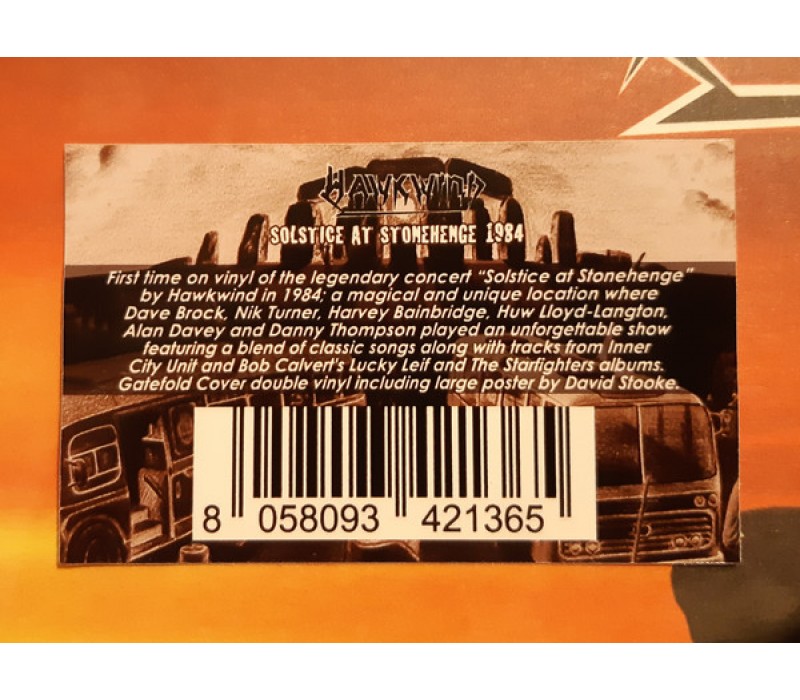 HAWKWIND
SOLSTICE AT STONEHENGE 1984
First time on vinyl of the legendary concert “Solstice at Stonehenge”
by Hawkwind in 1984; a magical and unique location where
Dave Brock, Nik Turner, Harvey Bainbridge, Huw Lloyd-Langton,
Alan Davey and Danny Thompson played an unforgettable show
featuring a blend of classic songs along with tracks from Inner
City Unit and Bob Calvert's Lucky Leif and The Starfighters albums.
Gatefold Cover double vinyl including large poster by David Stooke.
8 058093 421365